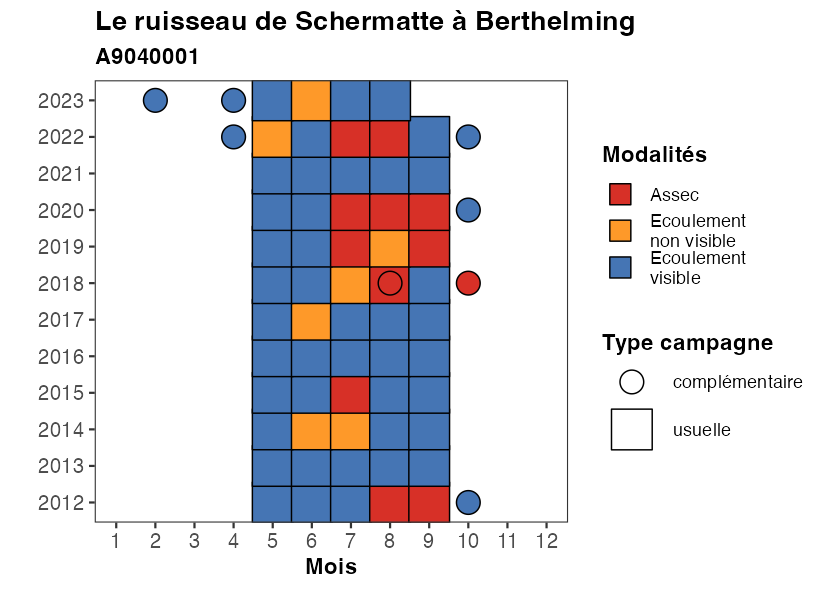 Le ruisseau de Schermatte à Berthelming
A9040001
2023
2022
2021
2020
2019
2018
2017
2016
2015
2014
2013
2012
1 2 3 4 5 6 7 8 9 10 11 12
Mois
Modalités
Assec
Ecoulement
non visible
Ecoulement
visible
Type campagne
complémentaire
usuelle